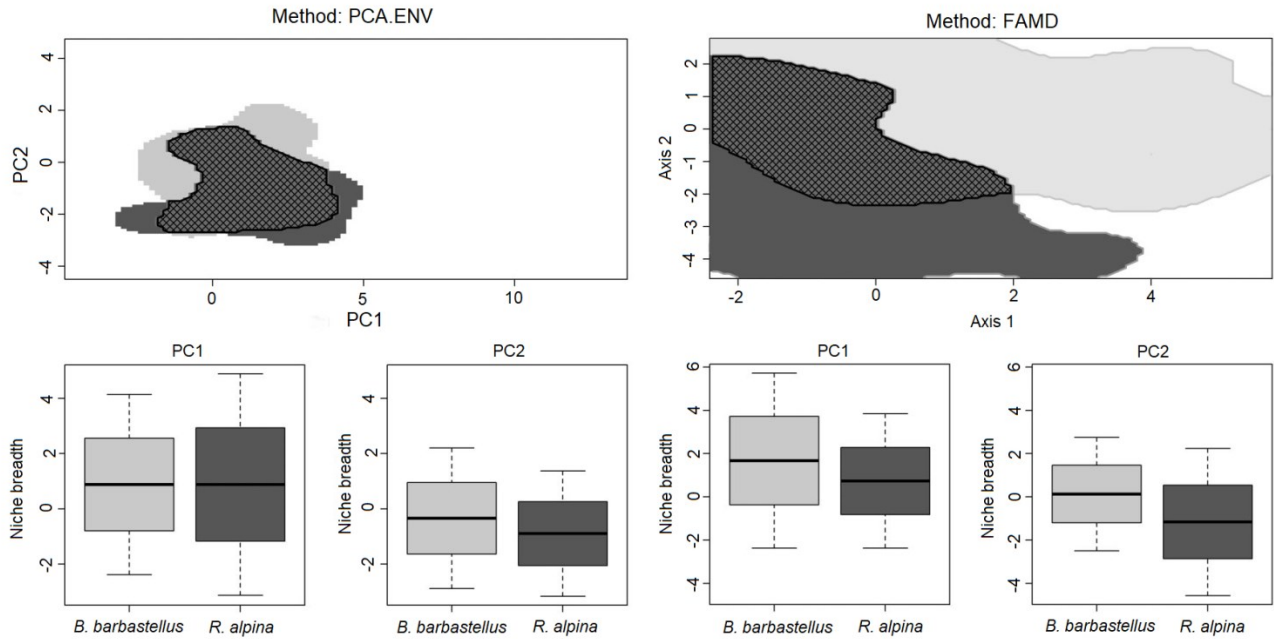 Method: PCA.ENV
4
2
0
-2
-4
PC2
0 5 10
PC1
Method: FAMD
2
1
0
-1
-2
-3
-4
Axis 2
-2 0 2 4
Axis 1
PC1
4
2
0
-2
Niche breadth
B. barbastellus R. alpina
PC2
4
2
0
-2
Niche breadth
B. barbastellus R. alpina
PC1
6
4
2
0
-2
-4
Niche breadth
B. barbastellus R. alpina
PC2
6
4
2
0
-2
-4
Niche breadth
B. barbastellus R. alpina